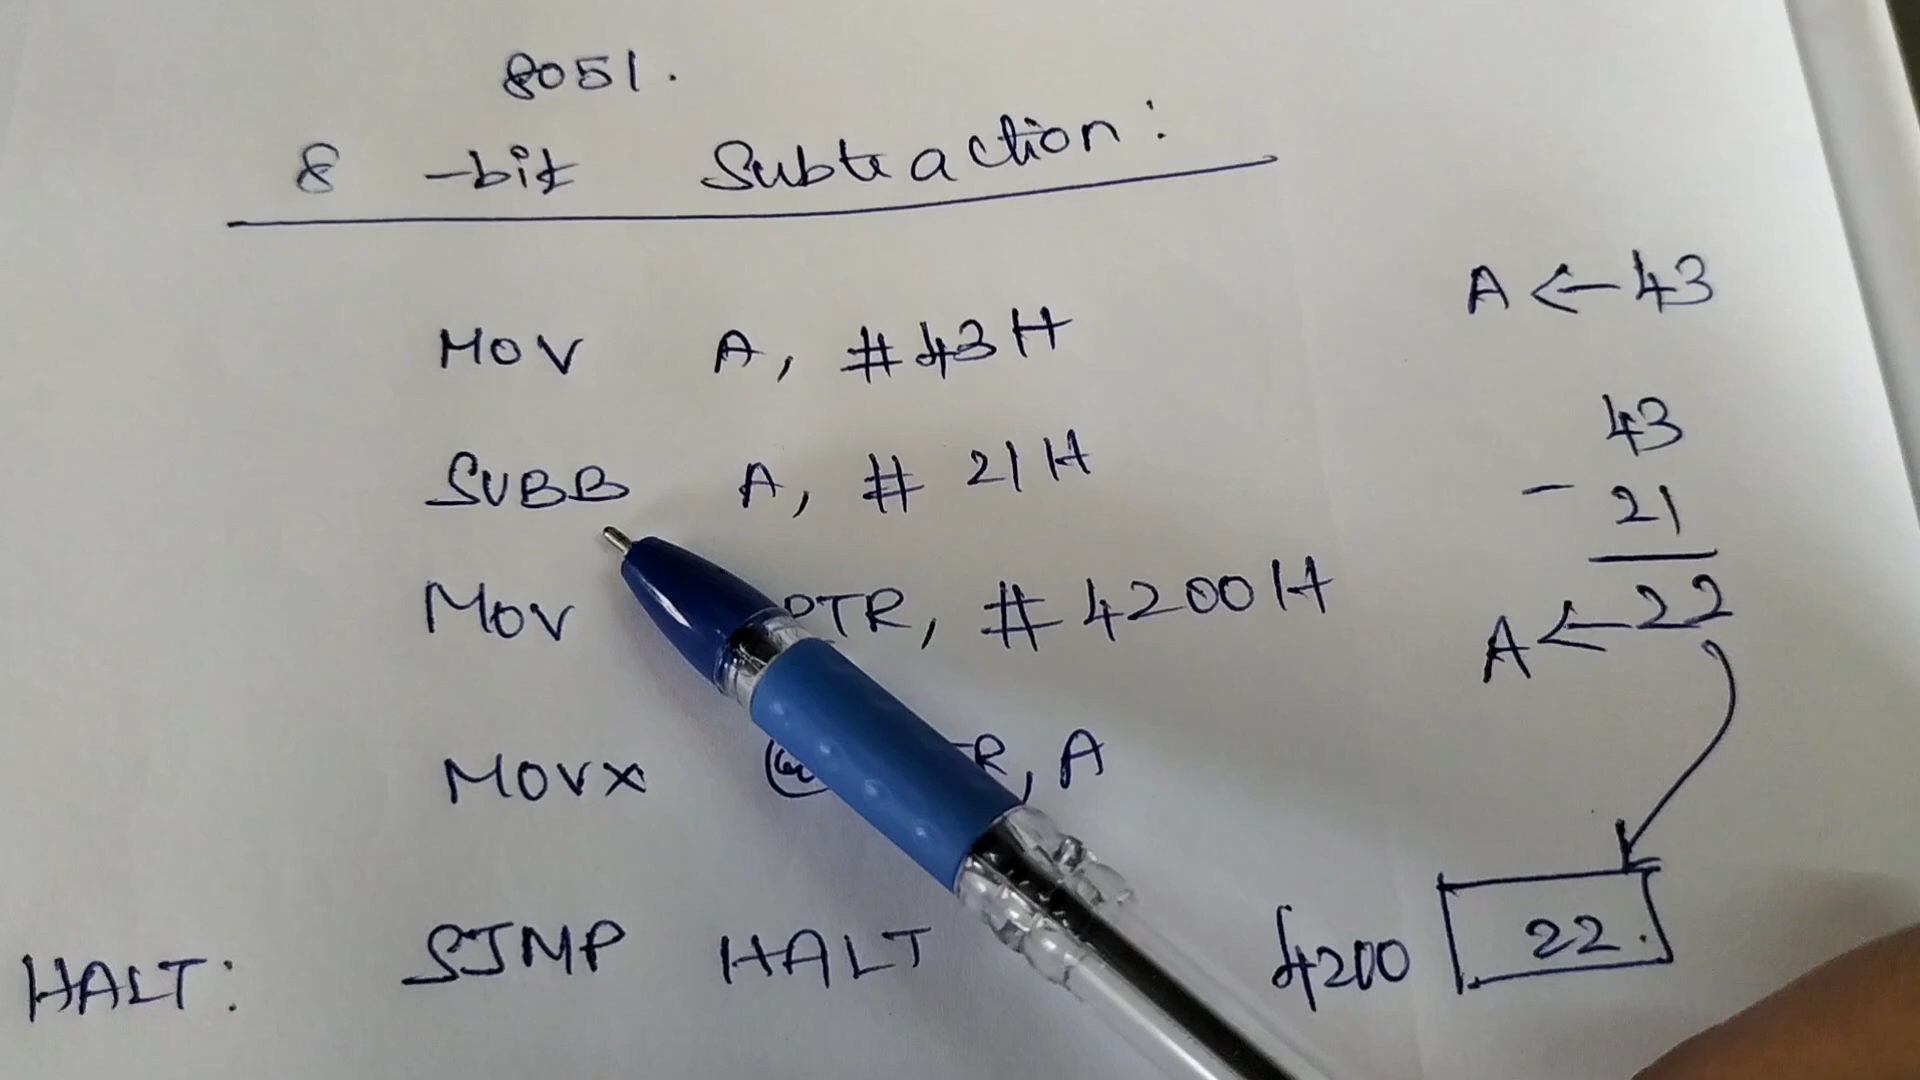 8051.
8 -bit Subtraction:
MOV A, #43H
SUBB A, # 21H
MOV PTR, #4200H
MOVX R, A
HALT: SJMP HALT
A ← 43
43
- 21
A ← 22
4200 22.